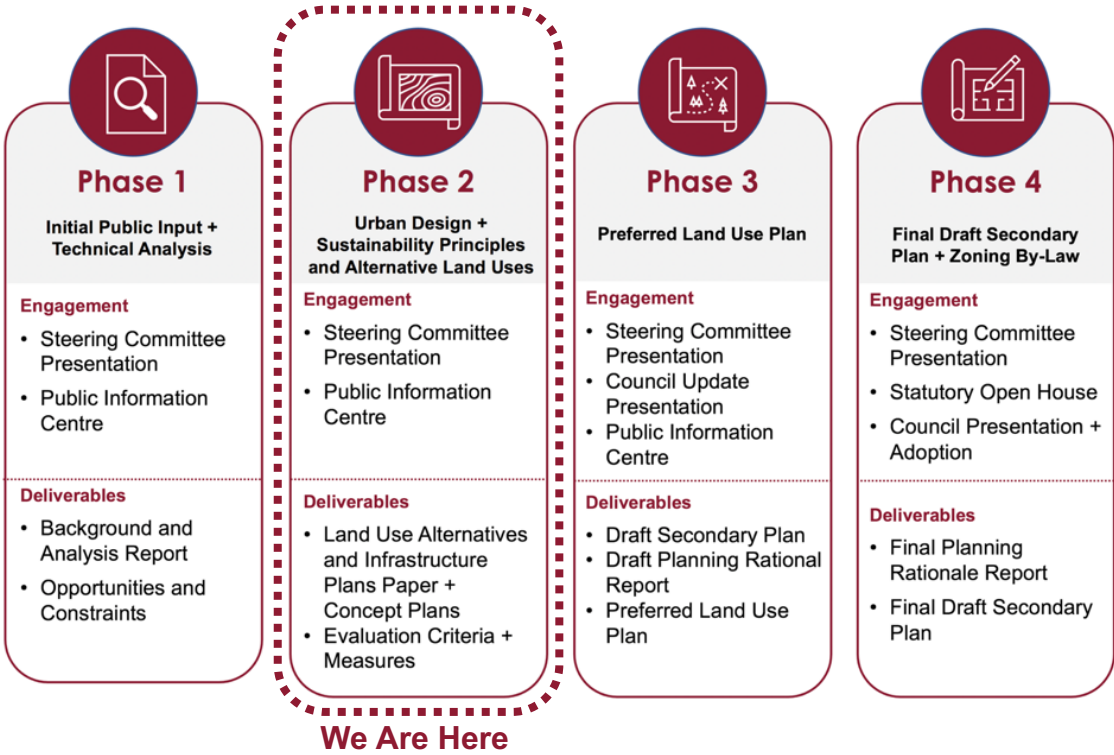 Phase 1
Initial Public Input +
Technical Analysis
Engagement
• Steering Committee
Presentation
• Public Information
Centre
Deliverables
• Background and
Analysis Report
• Opportunities and
Constraints
Phase 2
Urban Design +
Sustainability Principles
and Alternative Land Uses
Engagement
• Steering Committee
Presentation
• Public Information
Centre
Deliverables
• Land Use Alternatives
and Infrastructure
Plans Paper +
Concept Plans
• Evaluation Criteria +
Measures
We Are Here
Phase 3
Preferred Land Use Plan
Engagement
• Steering Committee
Presentation
• Council Update
Presentation
• Public Information
Centre
Deliverables
• Draft Secondary Plan
• Draft Planning Rational
Report
• Preferred Land Use
Plan
Phase 4
Final Draft Secondary
Plan + Zoning By-Law
Engagement
• Steering Committee
Presentation
• Statutory Open House
• Council Presentation +
Adoption
Deliverables
• Final Planning
Rationale Report
• Final Draft Secondary
Plan